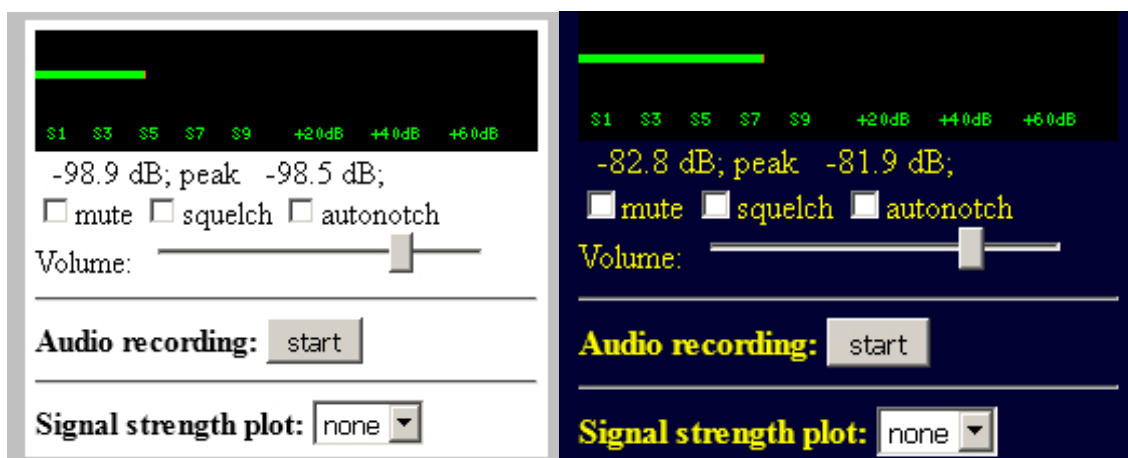 S1 S3 S5 S7 S9 +20dB +40dB +60dB
-98.9 dB; peak -98.5 dB;
mute squelch autonotch
Volume:
Audio recording: start
Signal strength plot: none
S1 S3 S5 S7 S9 +20dB +40dB +60dB
-82.8 dB; peak -81.9 dB;
mute squelch autonotch
Volume:
Audio recording: start
Signal strength plot: none